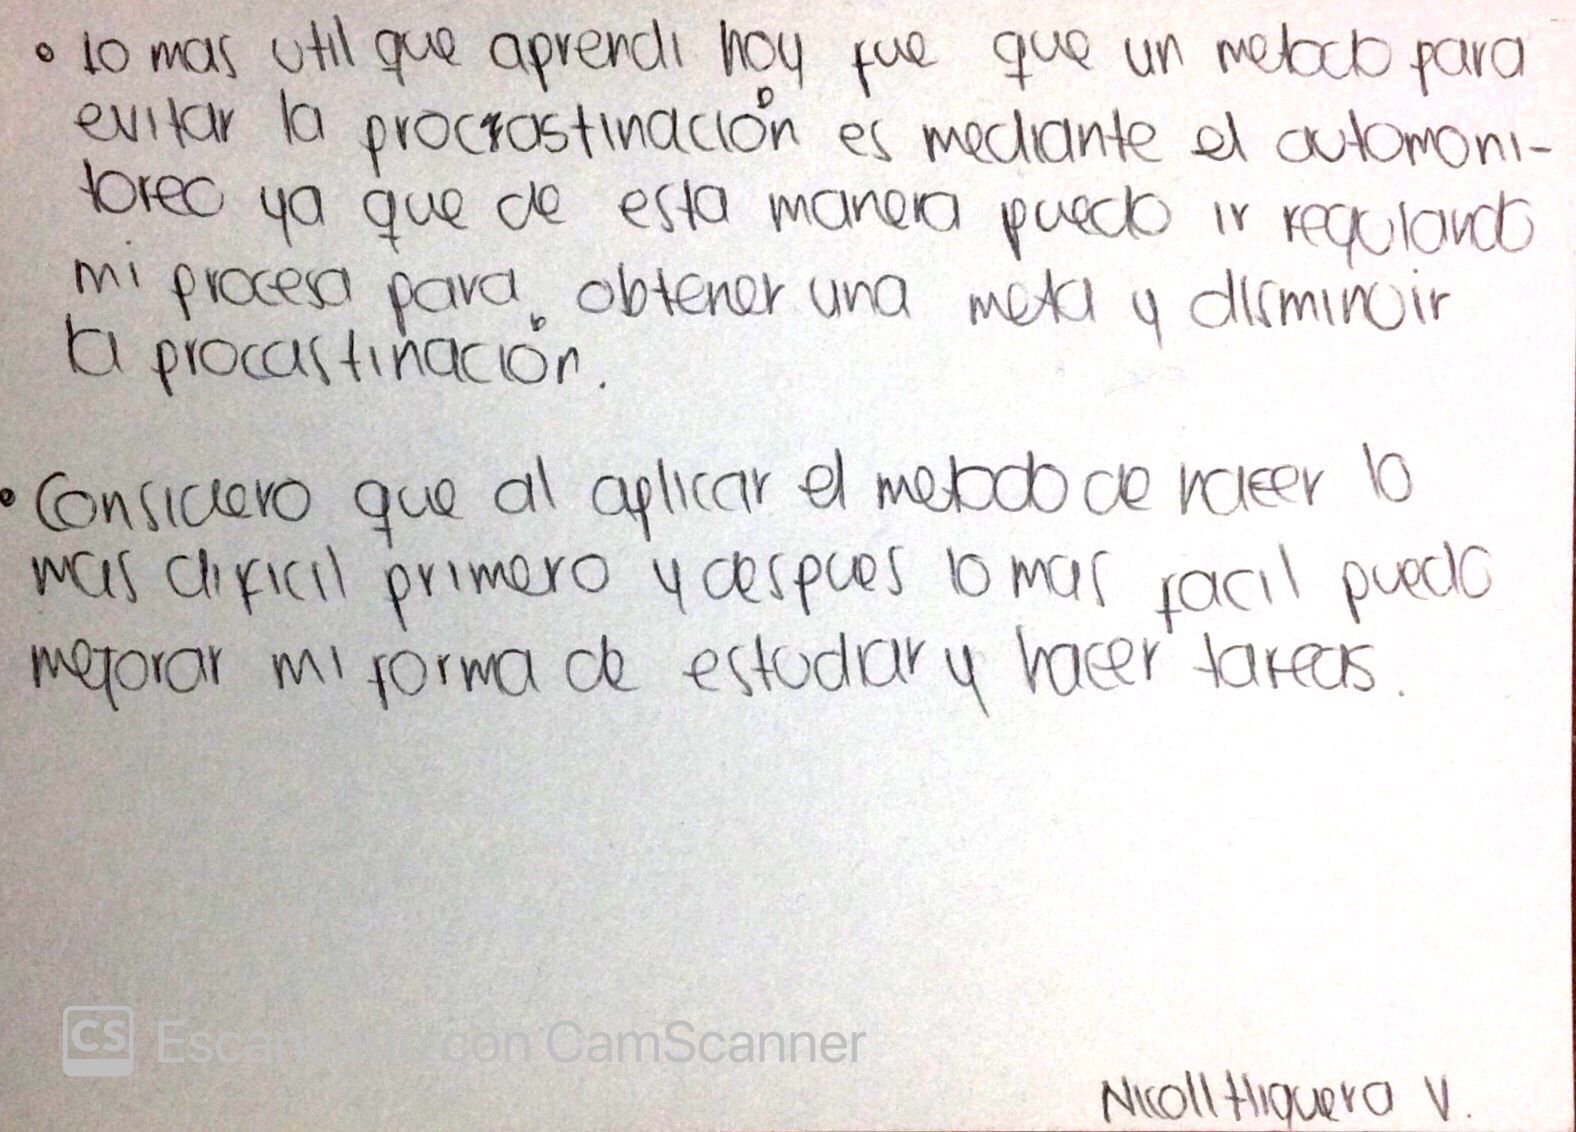 • lo mas util que aprendi hoy fue que un metodo para
evitar la procrastinación es mediante el automoni-
toreo ya que de esta manera puedo ir regulando
mi proceso para obtener una meta y disminuir
la procastinación.
• Considero que al aplicar el metodo de hacer lo
mas dificil primero y despues lo mas facil puedo
mejorar mi forma de estudiar y hacer tareas.
CS Escaneado con CamScanner
Nicoll Higuera V.